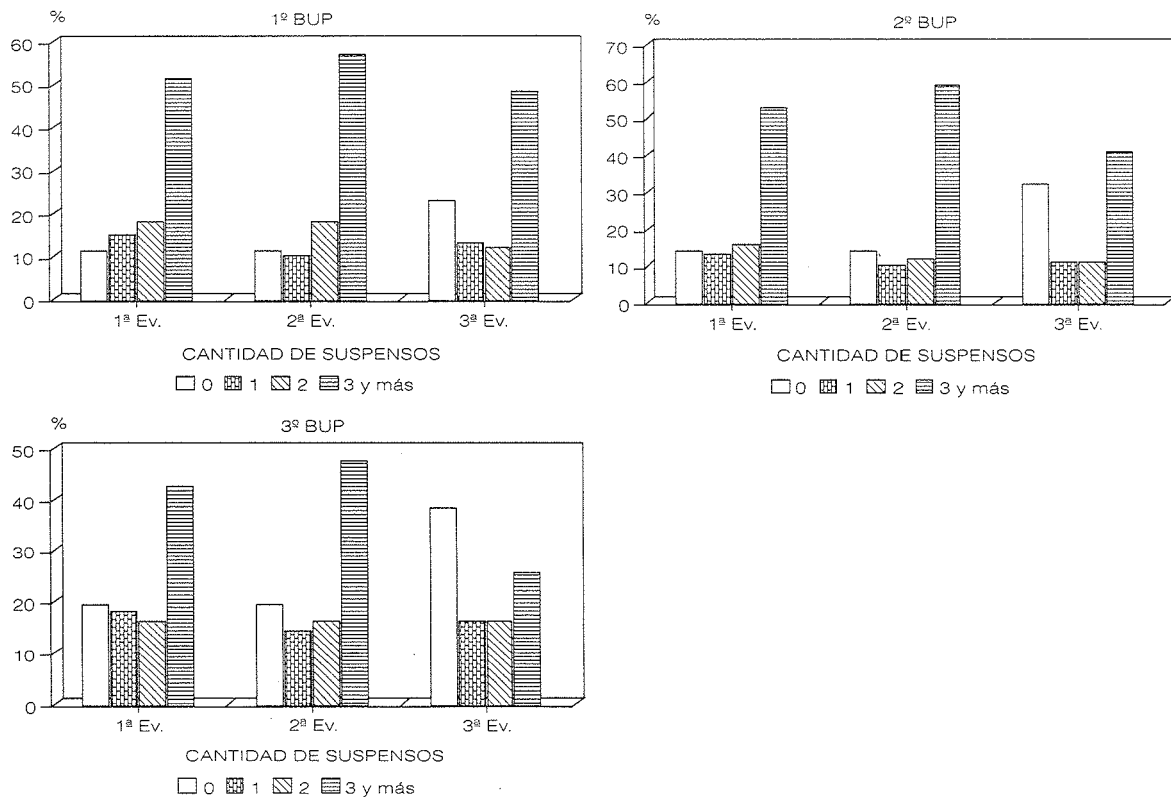 % 1º BUP
60
50
40
30
20
10
0
1ª Ev. 2ª Ev. 3ª Ev.
CANTIDAD DE SUSPENSOS
0 1 2 3 y más
2º BUP
%
70
60
50
40
30
20
10
0
1ª Ev. 2ª Ev. 3ª Ev.
CANTIDAD DE SUSPENSOS
0 1 2 3 y más
% 3º BUP
50
40
30
20
10
0
1ª Ev. 2ª Ev. 3ª Ev.
CANTIDAD DE SUSPENSOS
0 1 2 3 y más